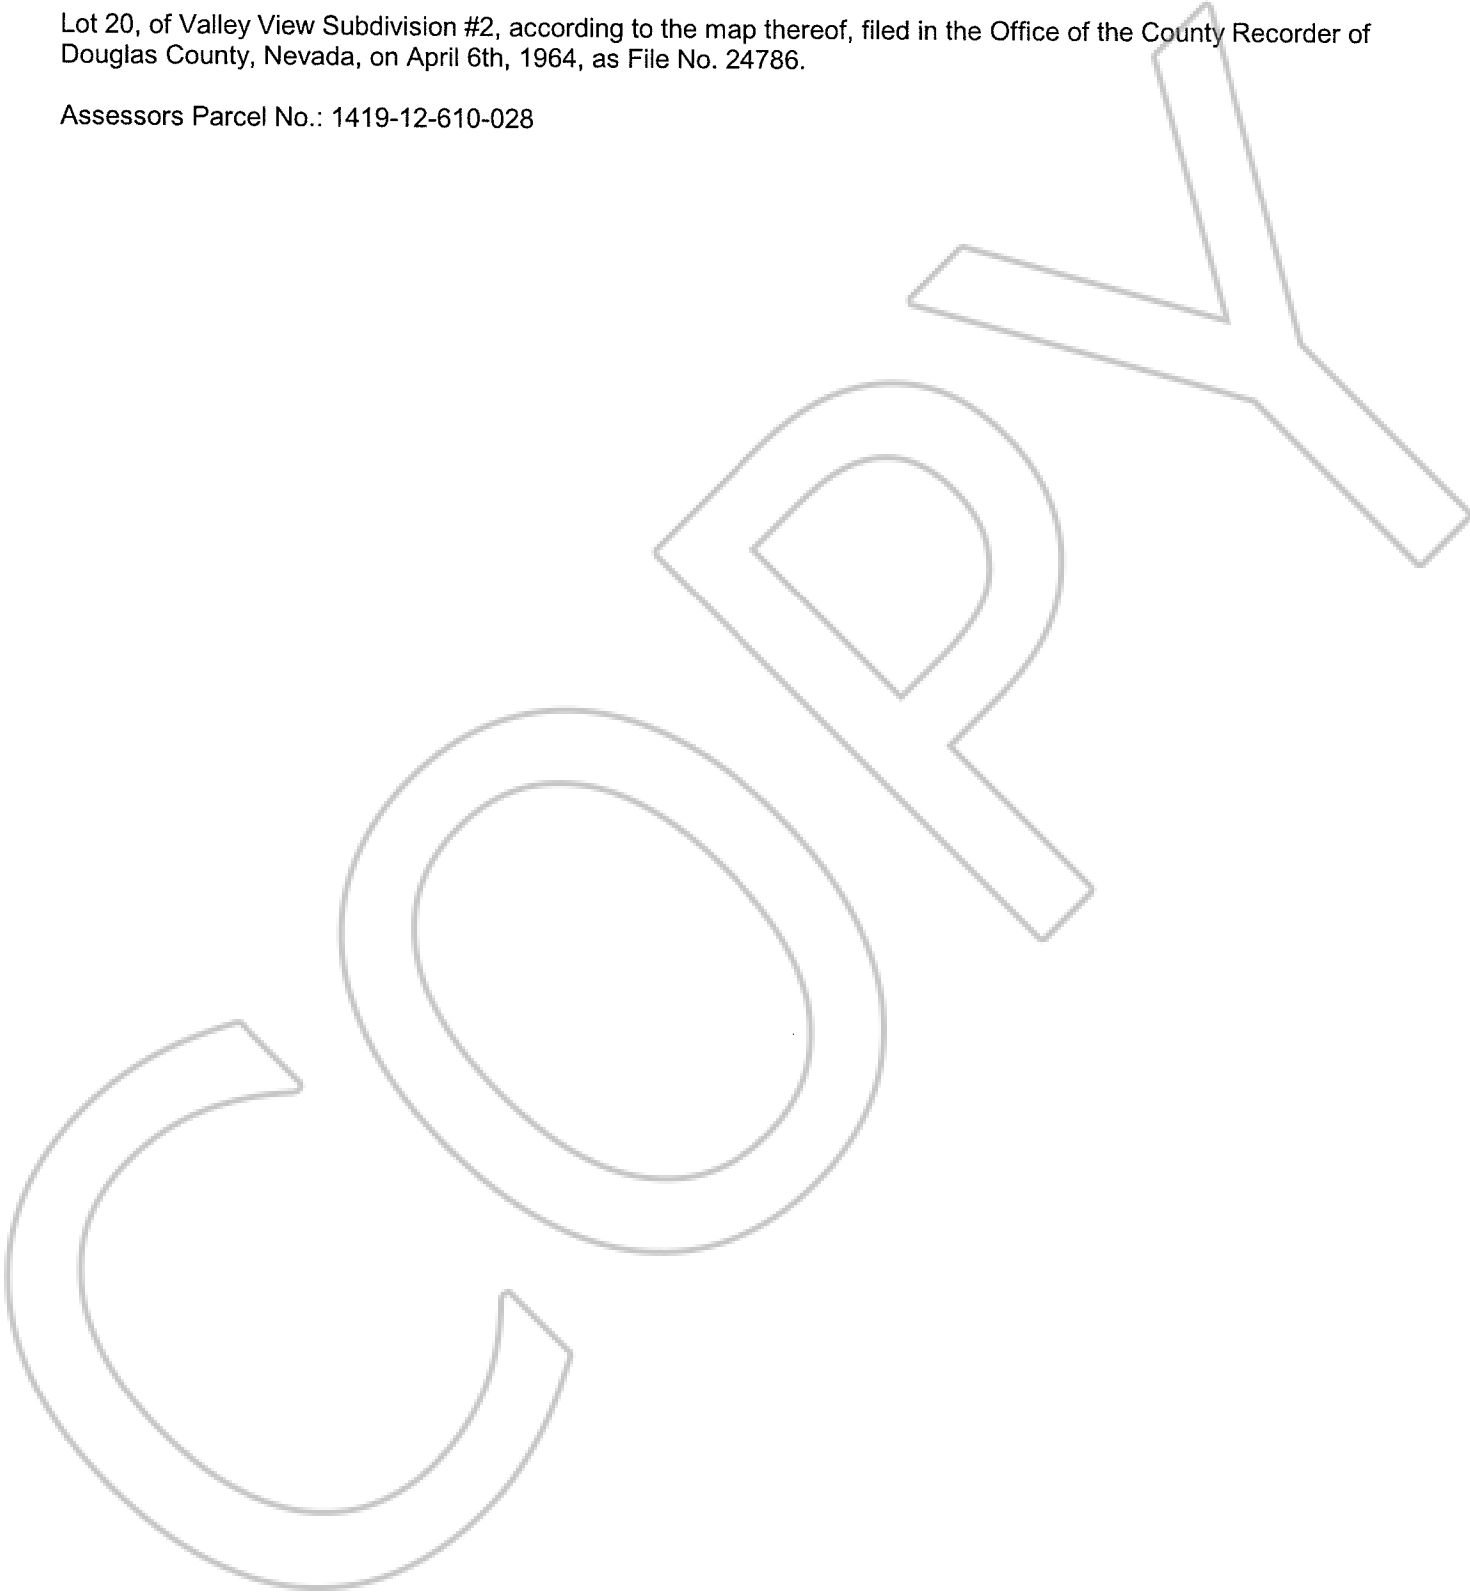 Lot 20, of Valley View Subdivision #2, according to the map thereof, filed in the Office of the County Recorder of
Douglas County, Nevada, on April 6th, 1964, as File No. 24786.
Assessors Parcel No.: 1419-12-610-028
COPY